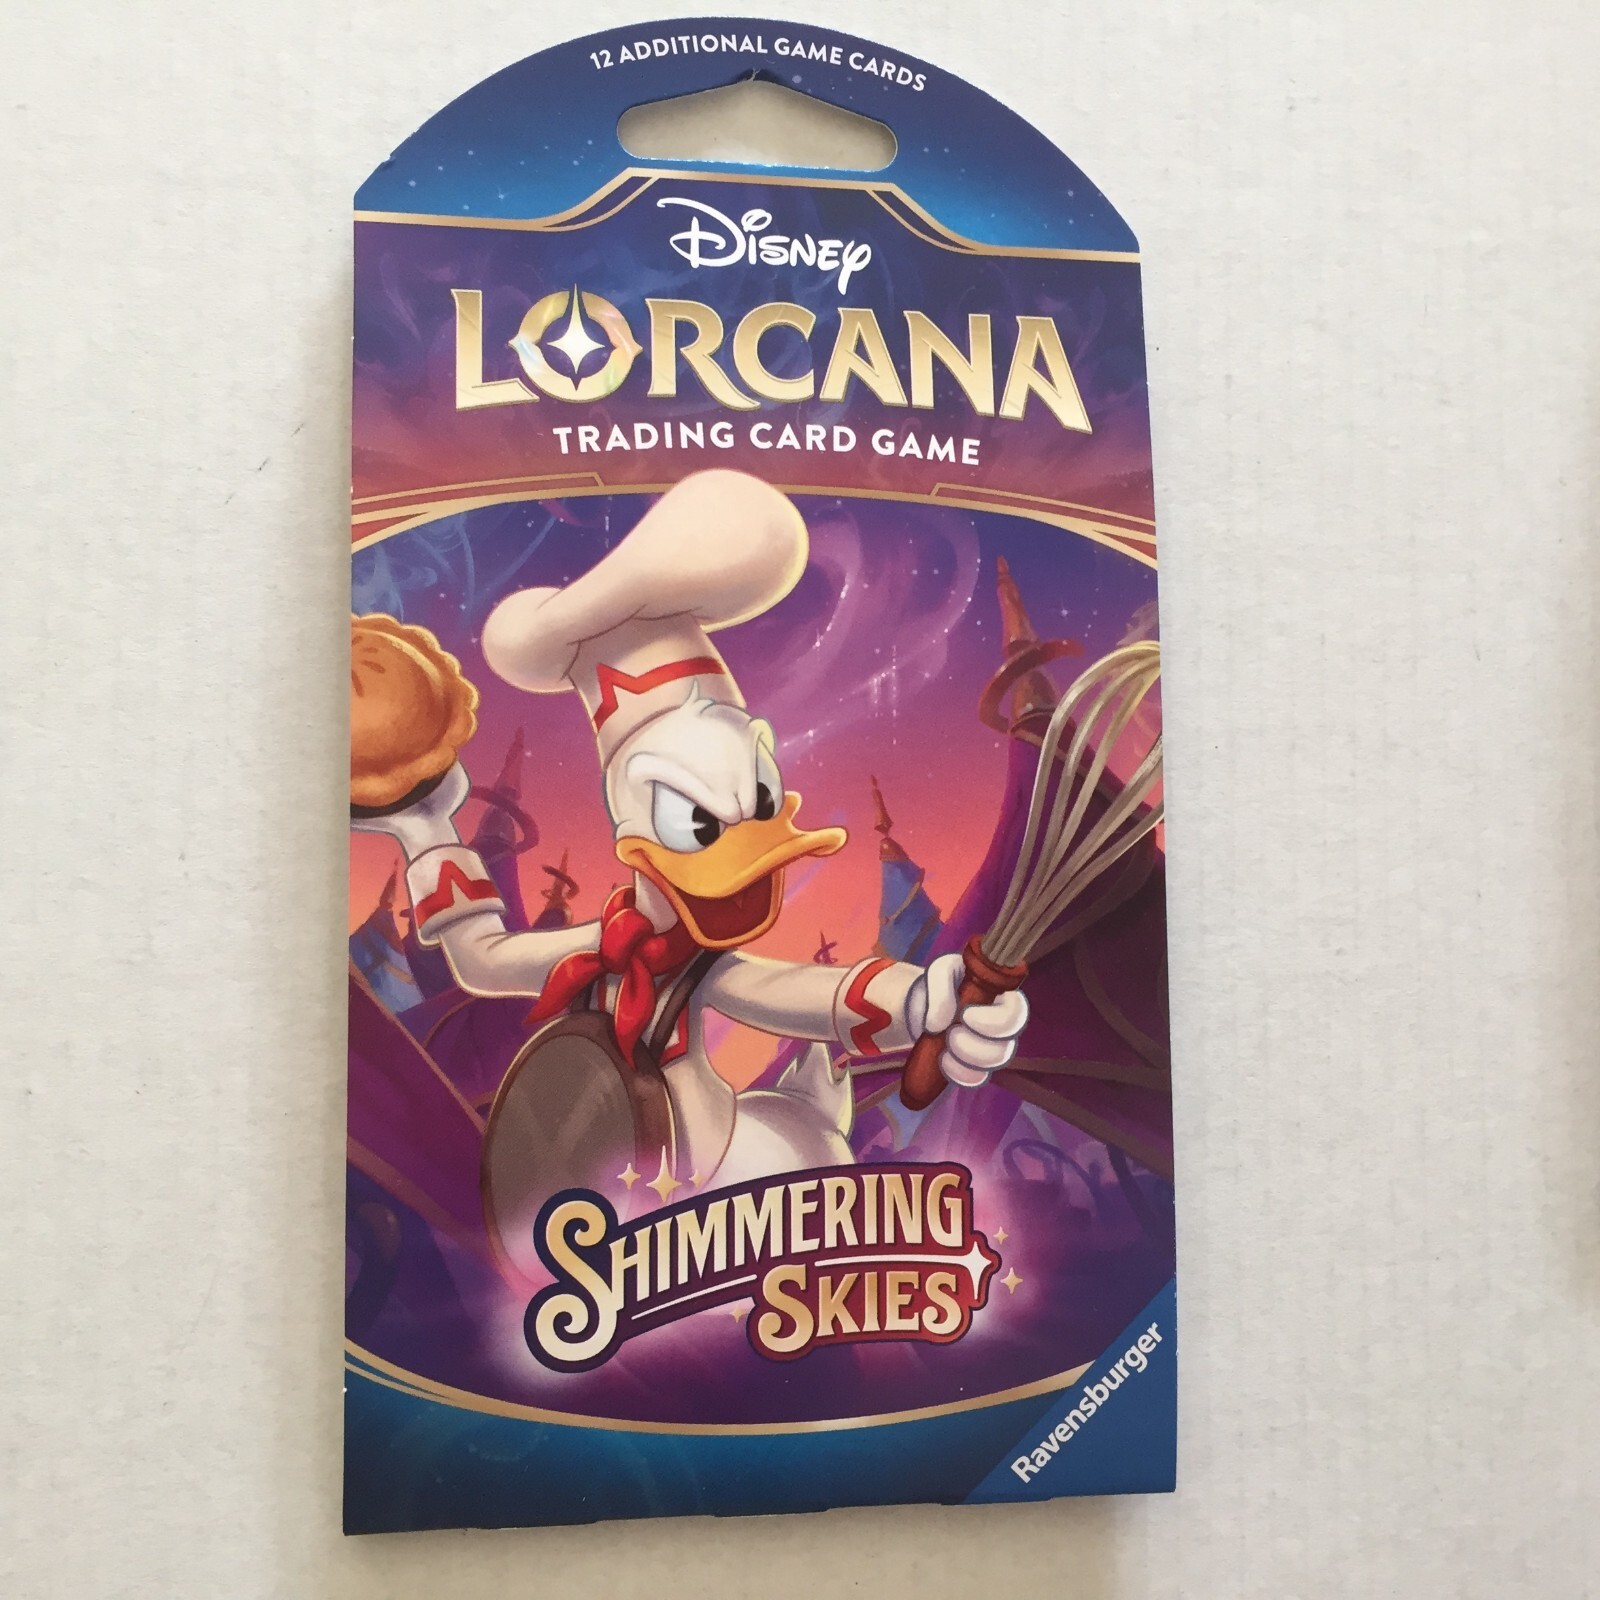 12 ADDITIONAL GAME CARDS
Disney
LORCANA
TRADING CARD GAME
SHIMMERING
SKIES
Ravensburger